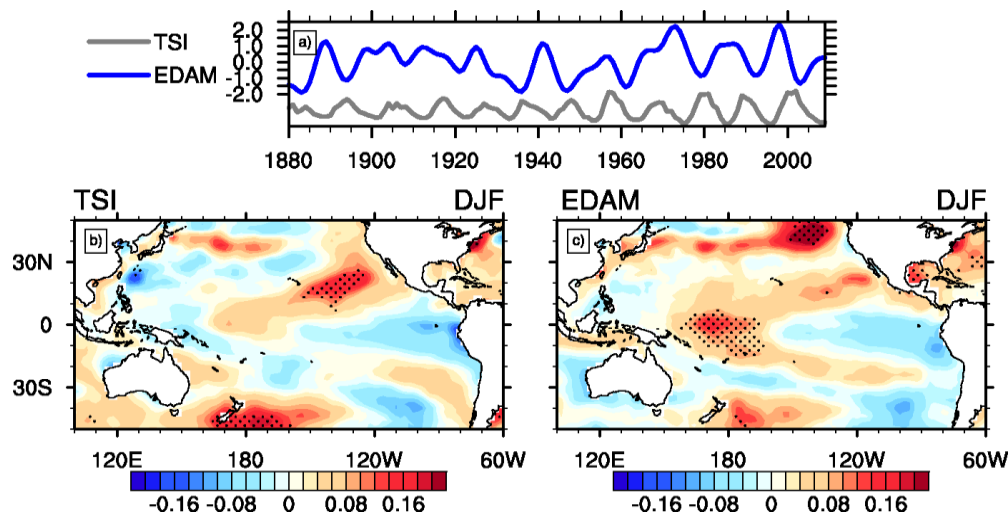 TSI
EDAM
a)
2.0
1.0
0.0
-1.0
-2.0
1880 1900 1920 1940 1960 1980 2000
TSI DJF
b)
30N
0
30S
120E 180 120W 60W
-0.16 -0.08 0 0.08 0.16
EDAM DJF
c)
120E 180 120W 60W
-0.16 -0.08 0 0.08 0.16